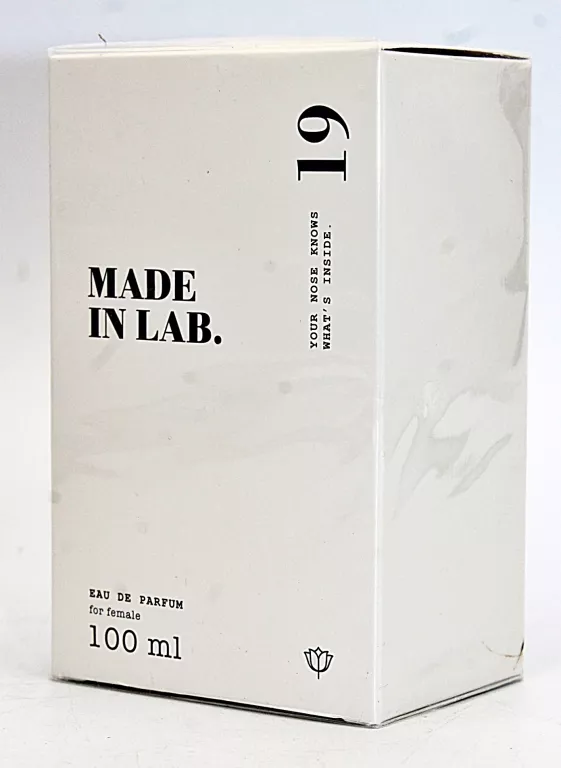 MADE
IN LAB.
19
YOUR NOSE KNOWS
WHAT'S INSIDE.
EAU DE PARFUM
for female
100 ml